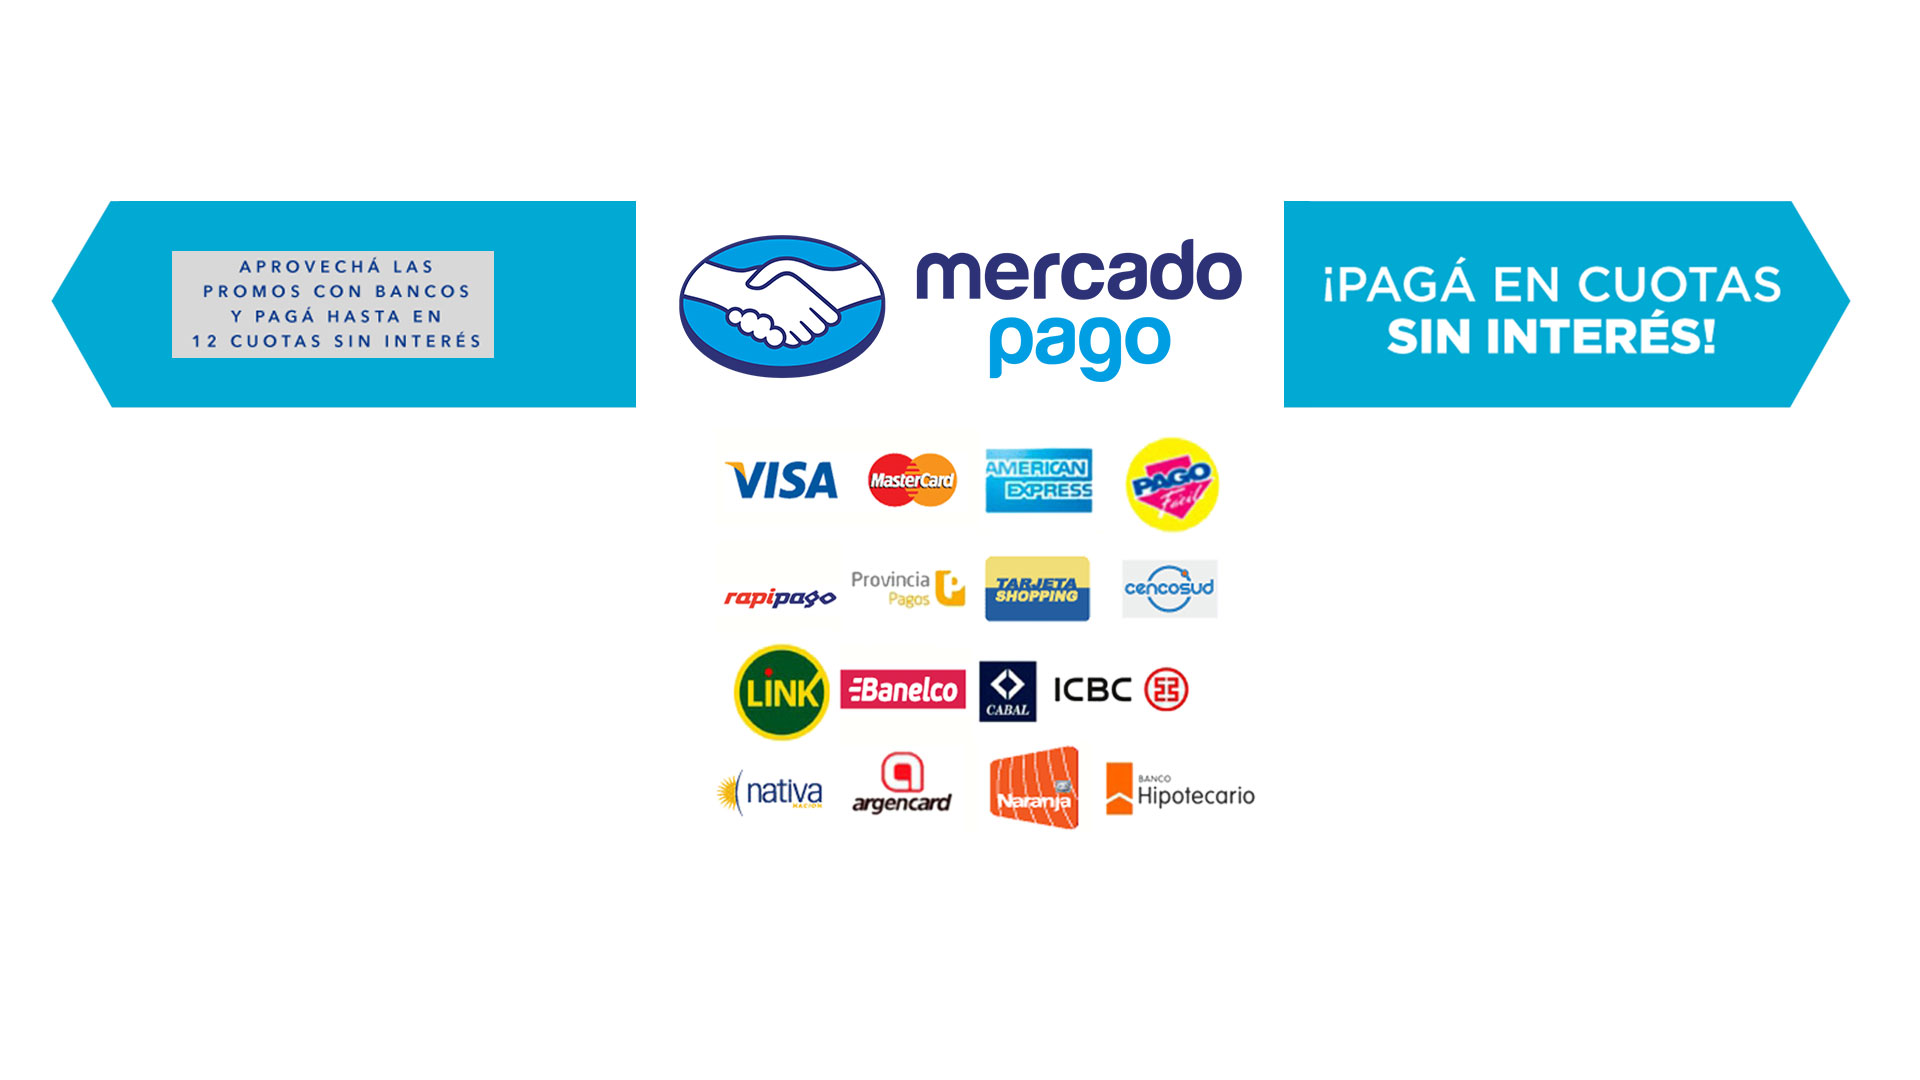 APROVECHÁ LAS
PROMOS CON BANCOS
Y PAGÁ HASTA EN
12 CUOTAS SIN INTERÉS
mercado
pago
¡PAGÁ EN CUOTAS
SIN INTERÉS!
VISA
MasterCard
AMERICAN
EXPRESS
PAGO
Fácil
rapipago
Provincia
Pagos
TARJETA
SHOPPING
cencosud
LINK
Banelco
CABAL
ICBC
nativa
NACION
argencard
Naranja
BANCO
Hipotecario